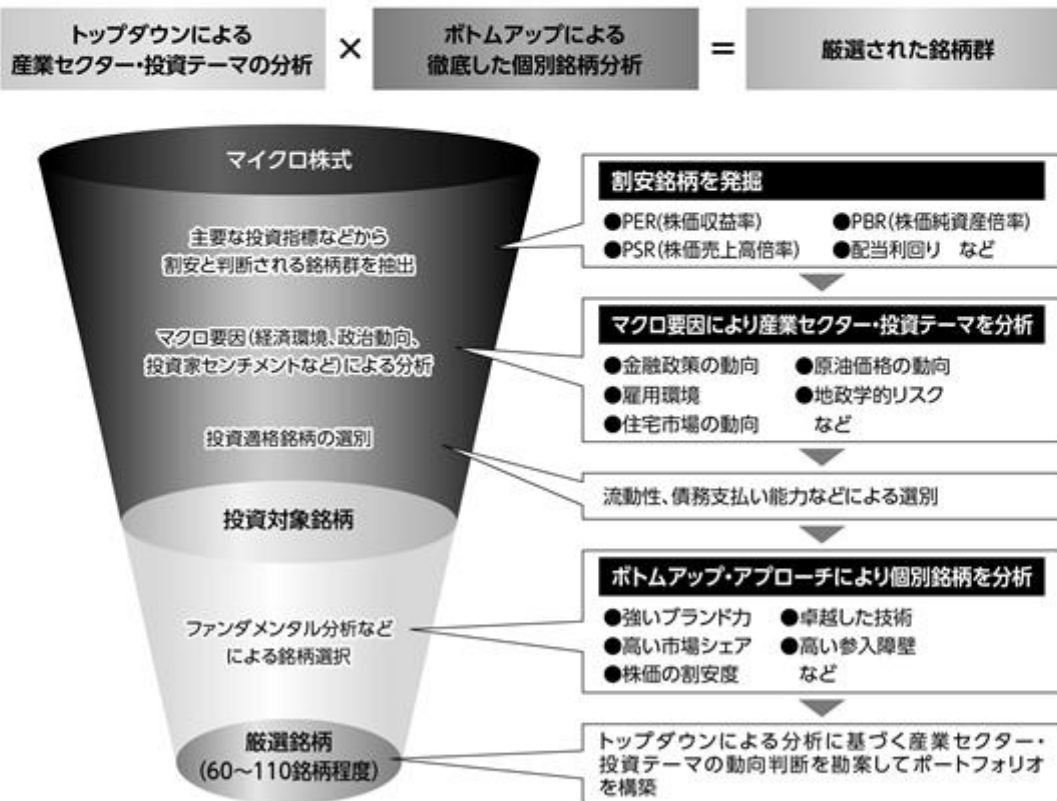 トップダウンによる
産業セクター・投資テーマの分析
×
ボトムアップによる
徹底した個別銘柄分析
=
厳選された銘柄群
マイクロ株式
主要な投資指標などから
割安と判断される銘柄群を抽出
マクロ要因(経済環境、政治動向、
投資家センチメントなど)による分析
投資適格銘柄の選別
投資対象銘柄
ファンダメンタル分析など
による銘柄選択
厳選銘柄
(60～110銘柄程度)
割安銘柄を発掘
●PER(株価収益率) ●PBR(株価純資産倍率)
●PSR(株価売上高倍率) ●配当利回り など
マクロ要因により産業セクター・投資テーマを分析
●金融政策の動向 ●原油価格の動向
●雇用環境 ●地政学的リスク
●住宅市場の動向 など
流動性、債務支払い能力などによる選別
ボトムアップ・アプローチにより個別銘柄を分析
●強いブランド力 ●卓越した技術
●高い市場シェア ●高い参入障壁
●株価の割安度 など
トップダウンによる分析に基づく産業セクター・
投資テーマの動向判断を勘案してポートフォリオ
を構築